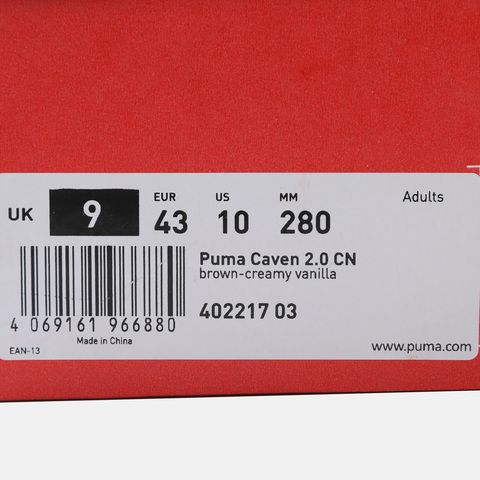 UK 9 EUR 43 US 10 MM 280 Adults
Puma Caven 2.0 CN
brown-creamy vanilla
402217 03
4 069161 966880
Made in China
EAN-13
www.puma.com